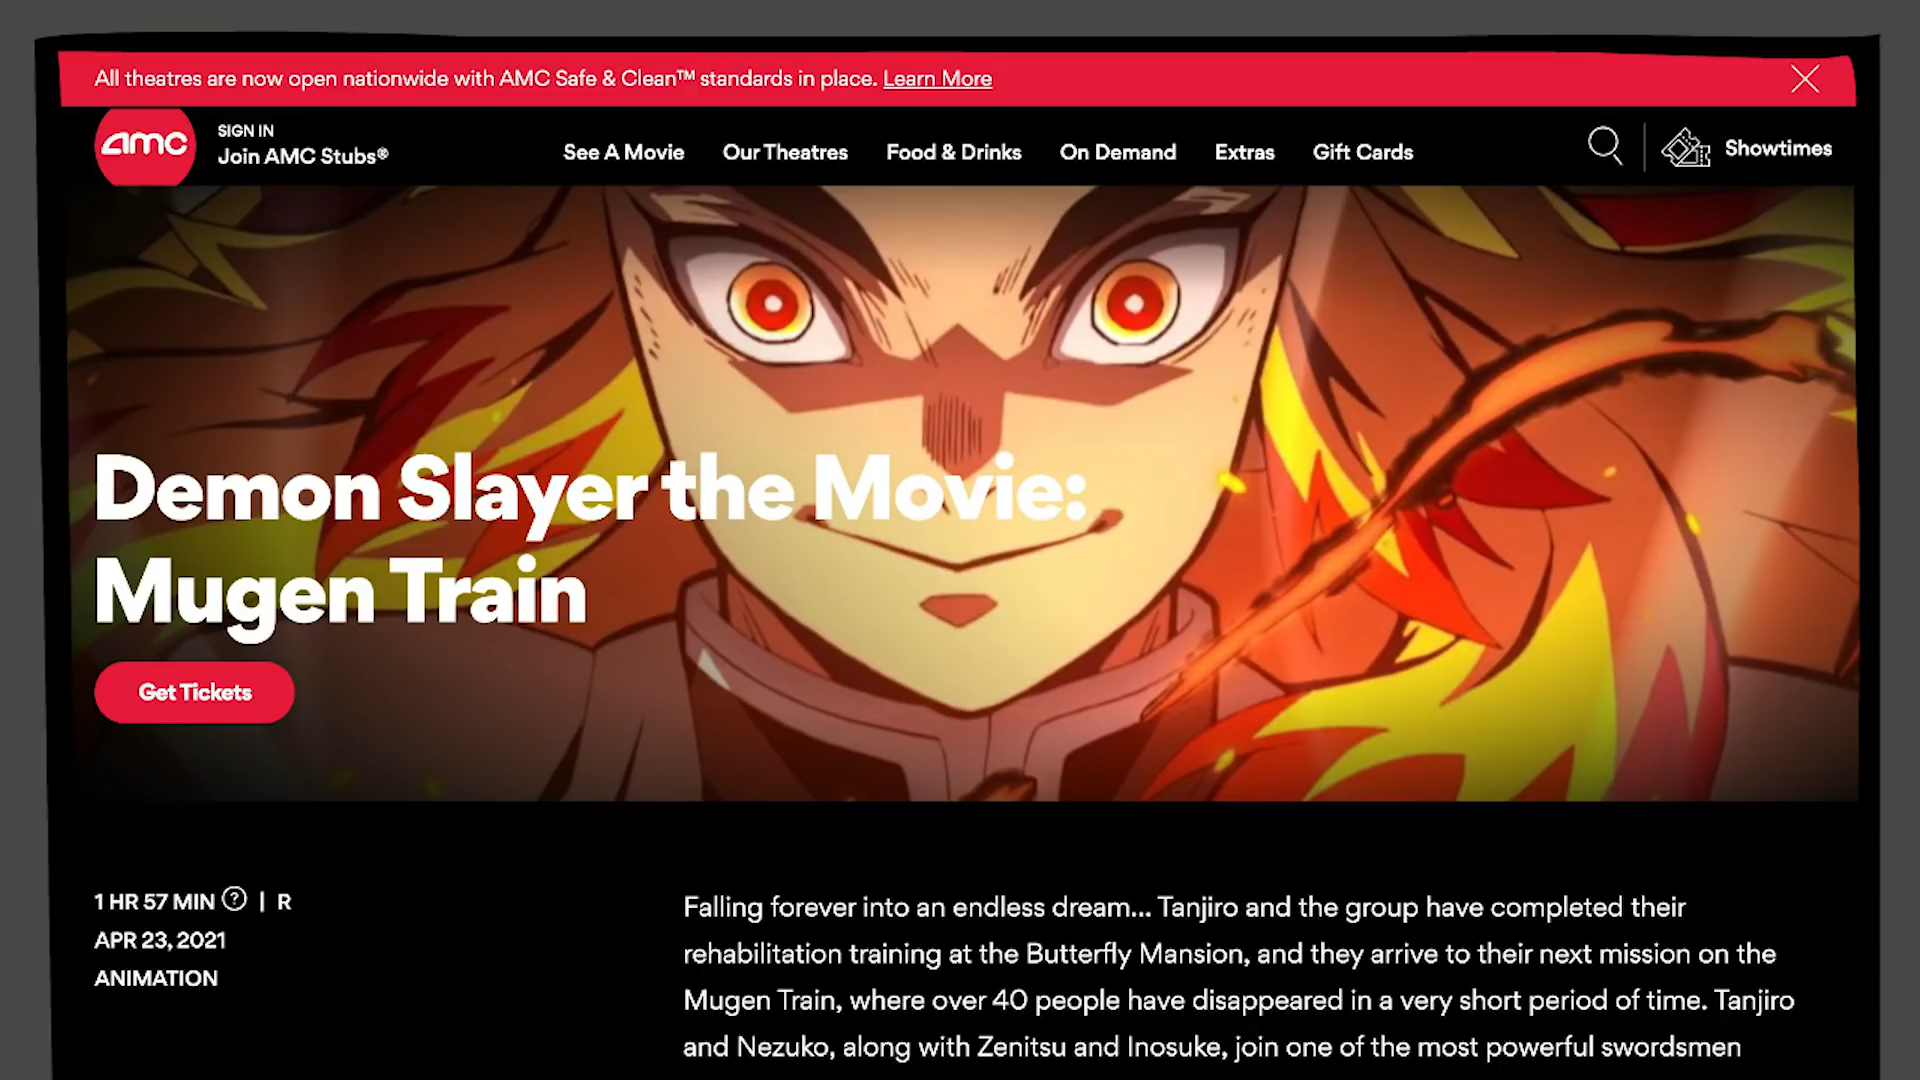 All theatres are now open nationwide with AMC Safe & Clean™ standards in place. Learn More
amc
SIGN IN
Join AMC Stubs®
See A Movie
Our Theatres
Food & Drinks
On Demand
Extras
Gift Cards
Showtimes
Demon Slayer the Movie:
Mugen Train
Get Tickets
1 HR 57 MIN ? | R
APR 23, 2021
ANIMATION
Falling forever into an endless dream... Tanjiro and the group have completed their
rehabilitation training at the Butterfly Mansion, and they arrive to their next mission on the
Mugen Train, where over 40 people have disappeared in a very short period of time. Tanjiro
and Nezuko, along with Zenitsu and Inosuke, join one of the most powerful swordsmen